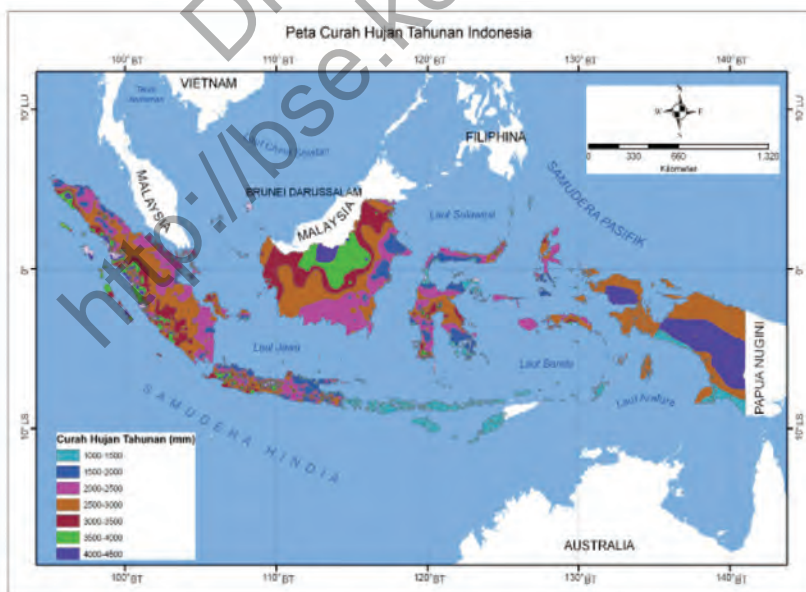 Peta Curah Hujan Tahunan Indonesia
http://bse.ke
100°BT 110°BT 120°BT 130°BT 140°BT
VIETNAM
10°LU
10°LU
FILIPHINA
W E
S
0 330 660 1.320
Kilometer
Laut China Selatan
SAMUDERA PASIFIK
MALAYSIA
BRUNEI DARUSSALAM
MALAYSIA
Laut Sulawesi
0°
0°
Laut Jawa
Laut Banda
Laut Arafura
PAPUA NUGINI
SAMUDERA HINDIA
10°LS
10°LS
Curah Hujan Tahunan (mm)
1000-1500
1500-2000
2000-2500
2500-3000
3000-3500
3500-4000
4000-4500
AUSTRALIA
100°BT 110°BT 120°BT 130°BT 140°BT